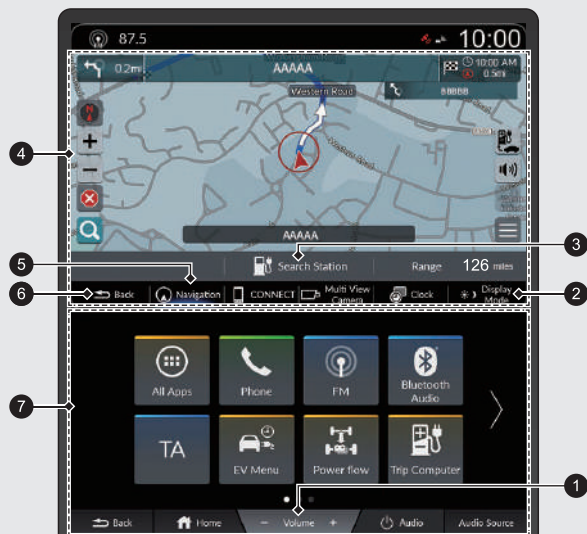 87.5
10:00
0.2mi
AAAAA
10:00 AM
0.5mi
BBBBB
Western Road
+
−
AAAAA
Search Station
Range 126 miles
Back
Navigation
CONNECT
Multi View
Camera
Clock
Display
Mode
All Apps
Phone
FM
Bluetooth
Audio
TA
EV Menu
Power flow
Trip Computer
Back
Home
− Volume +
Audio
Audio Source
4
5
6
7
3
2
1